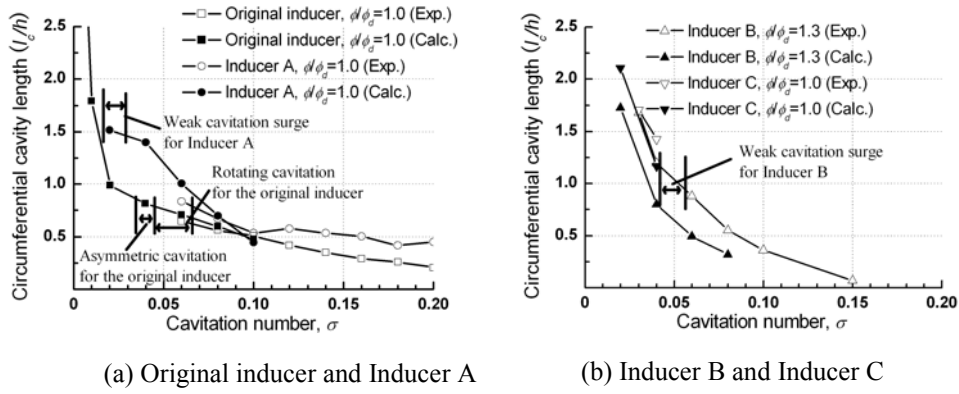 Original inducer, ϕ/ϕd=1.0 (Exp.)
Original inducer, ϕ/ϕd=1.0 (Calc.)
Inducer A, ϕ/ϕd=1.0 (Exp.)
Inducer A, ϕ/ϕd=1.0 (Calc.)
Circumferential cavity length (lc/h)
2.5
2.0
1.5
1.0
0.5
Weak cavitation surge
for Inducer A
Rotating cavitation
for the original inducer
Asymmetric cavitation
for the original inducer
0 0.05 0.10 0.15 0.20
Cavitation number, σ
(a) Original inducer and Inducer A
Inducer B, ϕ/ϕd=1.3 (Exp.)
Inducer B, ϕ/ϕd=1.3 (Calc.)
Inducer C, ϕ/ϕd=1.0 (Exp.)
Inducer C, ϕ/ϕd=1.0 (Calc.)
Circumferential cavity length (lc/h)
2.5
2.0
1.5
1.0
0.5
Weak cavitation surge
for Inducer B
0 0.05 0.10 0.15 0.20
Cavitation number, σ
(b) Inducer B and Inducer C